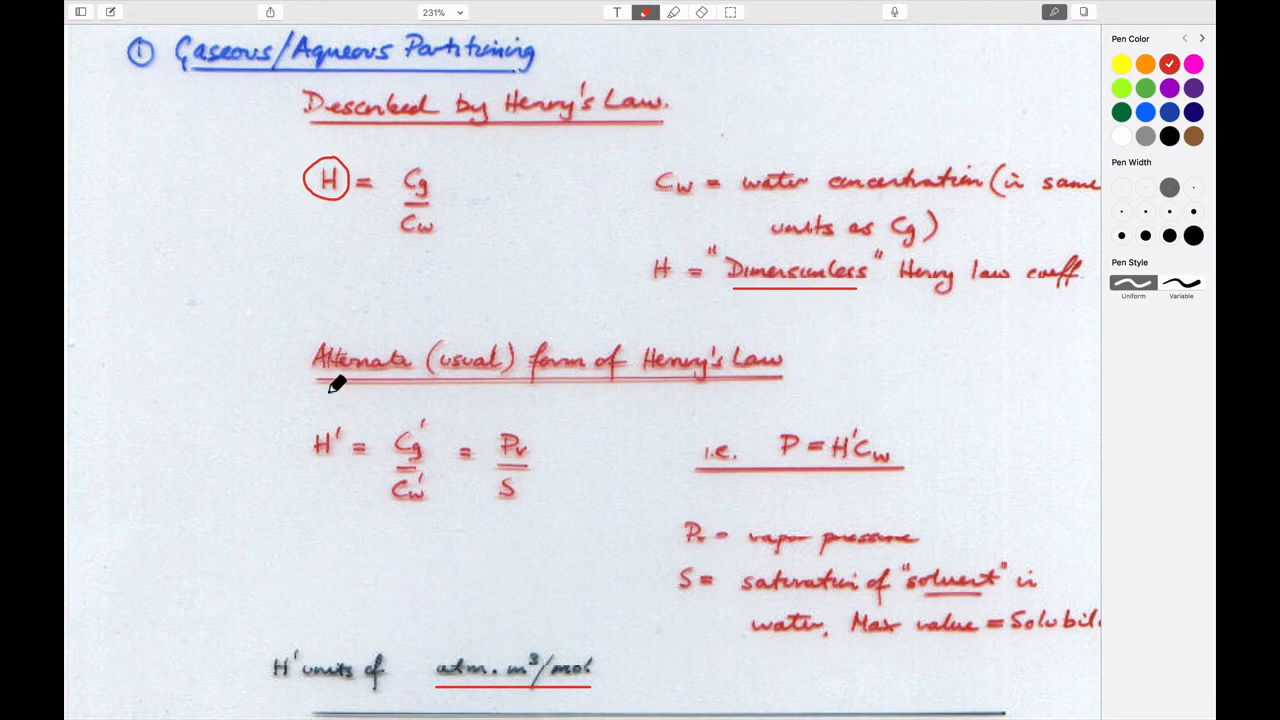 231%
T
Pen Color
Pen Width
Pen Style
Uniform
Variable
① Gaseous/Aqueous Partitioning
Described by Henry's Law.
H = Cg
Cw
Cw = water concentration (in same
units as Cg)
H = "Dimensionless" Henry law coeff.
Alternate (usual) form of Henry's Law
H' = Cg' = Pv
Cw' S
i.e. P = H'Cw
Pv = vapor pressure
S = saturation of "solvent" in
water. Max value = Solubil
H' units of atm. m³/mol